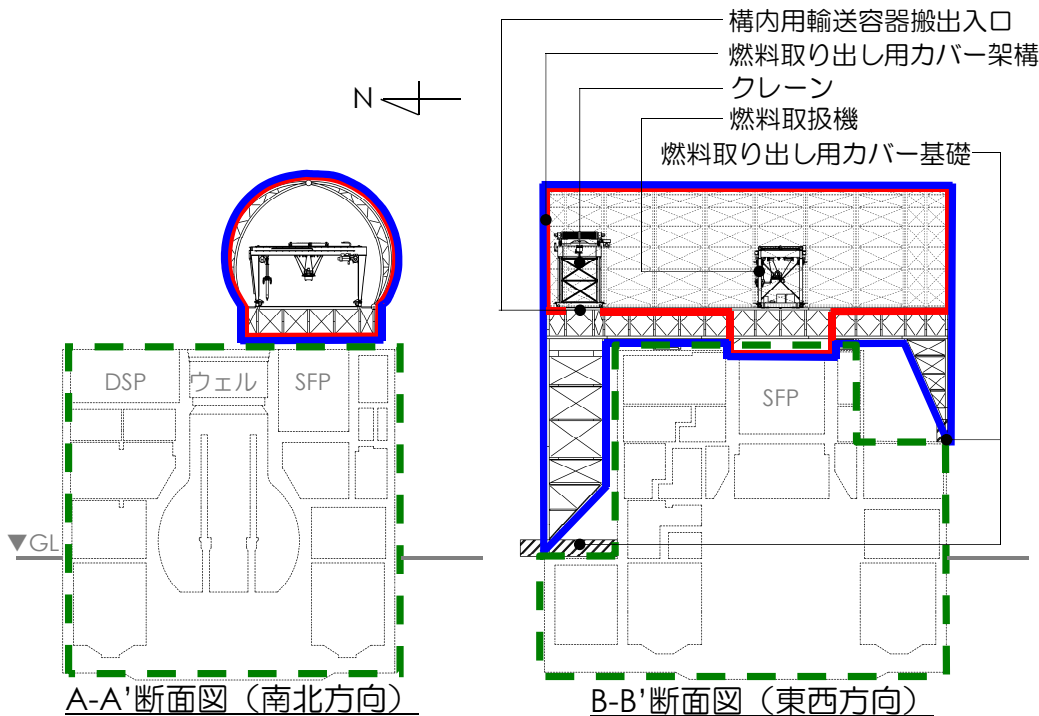 構内用輸送容器搬出入口
燃料取り出し用カバー架構
クレーン
燃料取扱機
燃料取り出し用カバー基礎
N
DSP
ウェル
SFP
SFP
▼GL
A-A’断面図（南北方向）
B-B’断面図（東西方向）